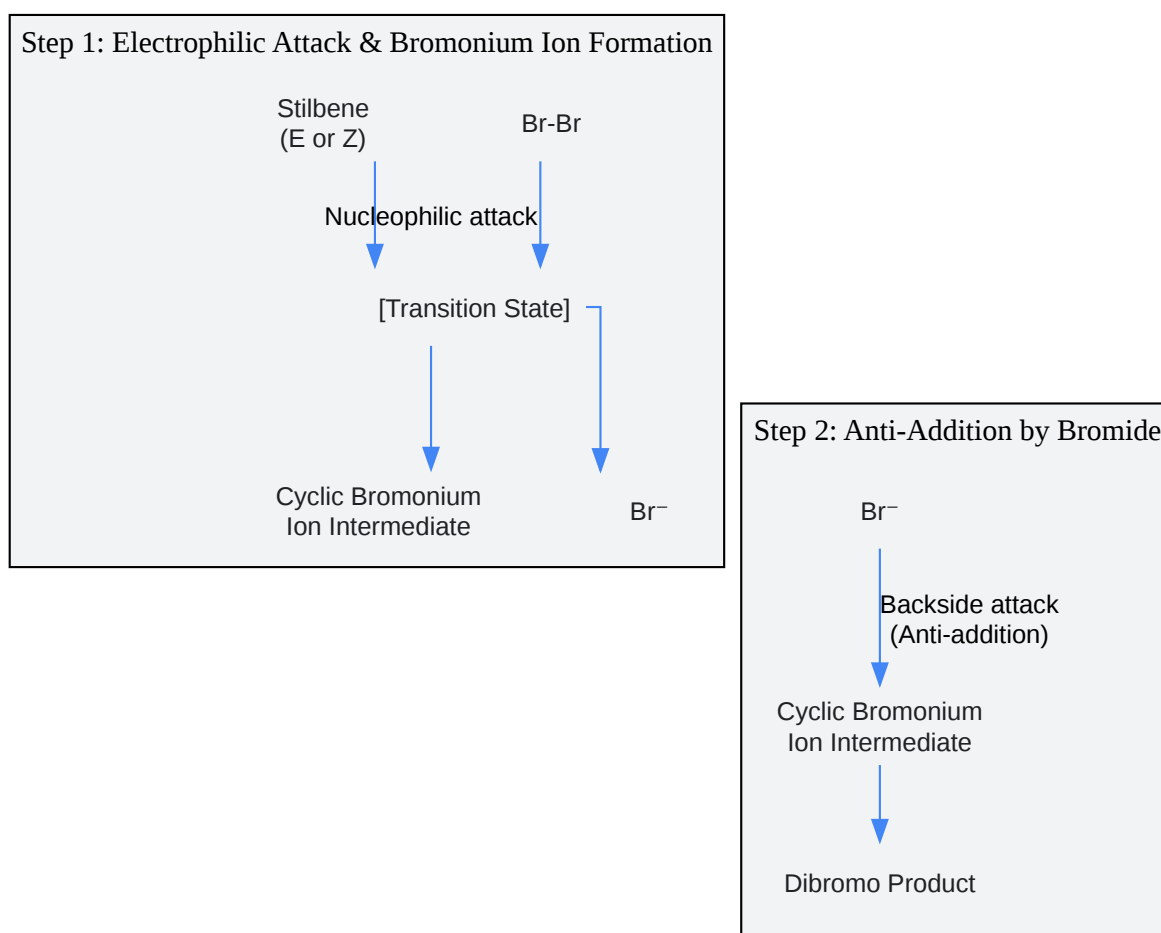 Step 1: Electrophilic Attack & Bromonium Ion Formation
Stilbene
(E or Z)
Br-Br
Nucleophilic attack
[Transition State]
Cyclic Bromonium
Ion Intermediate
Br⁻
Step 2: Anti-Addition by Bromide
Br⁻
Backside attack
(Anti-addition)
Cyclic Bromonium
Ion Intermediate
Dibromo Product